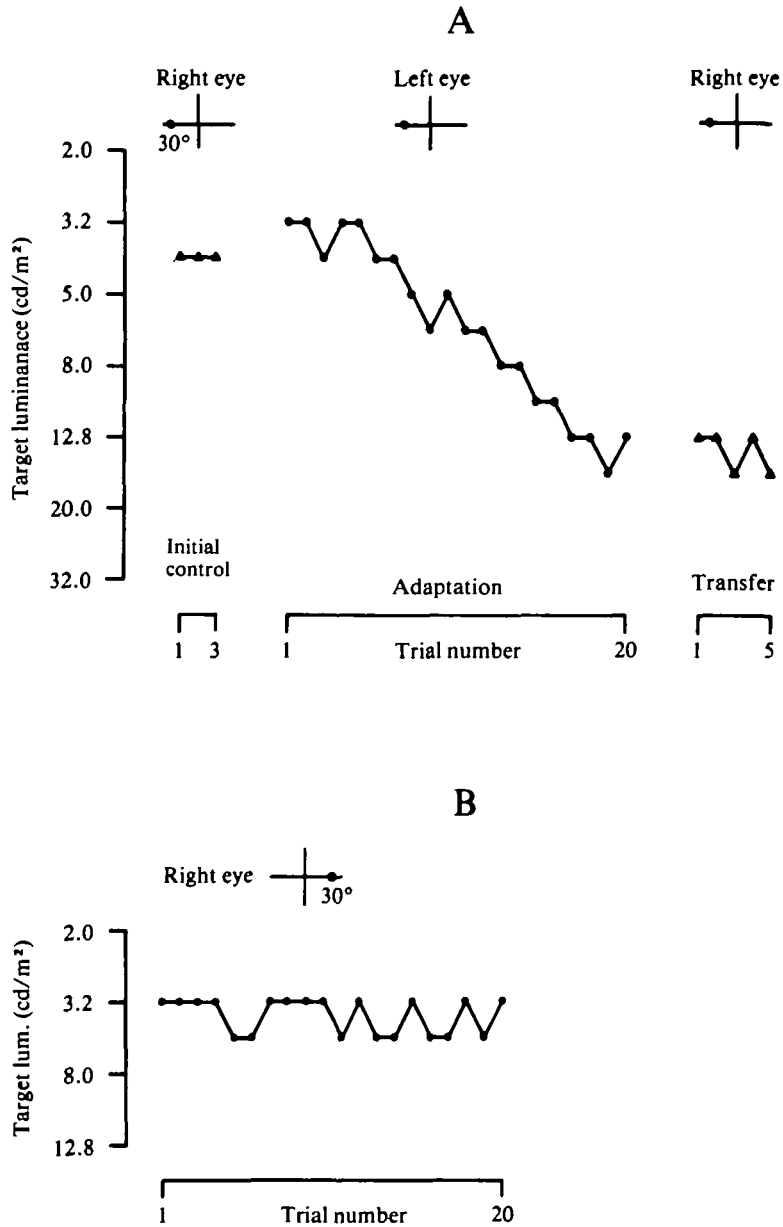 A
Right eye
Left eye
Right eye
30°
2.0
3.2
5.0
8.0
12.8
20.0
32.0
Target luminanace (cd/m²)
Initial
control
Adaptation
Transfer
1 3
1 Trial number 20
1 5
B
Right eye
30°
2.0
3.2
8.0
12.8
Target lum. (cd/m²)
1 Trial number 20